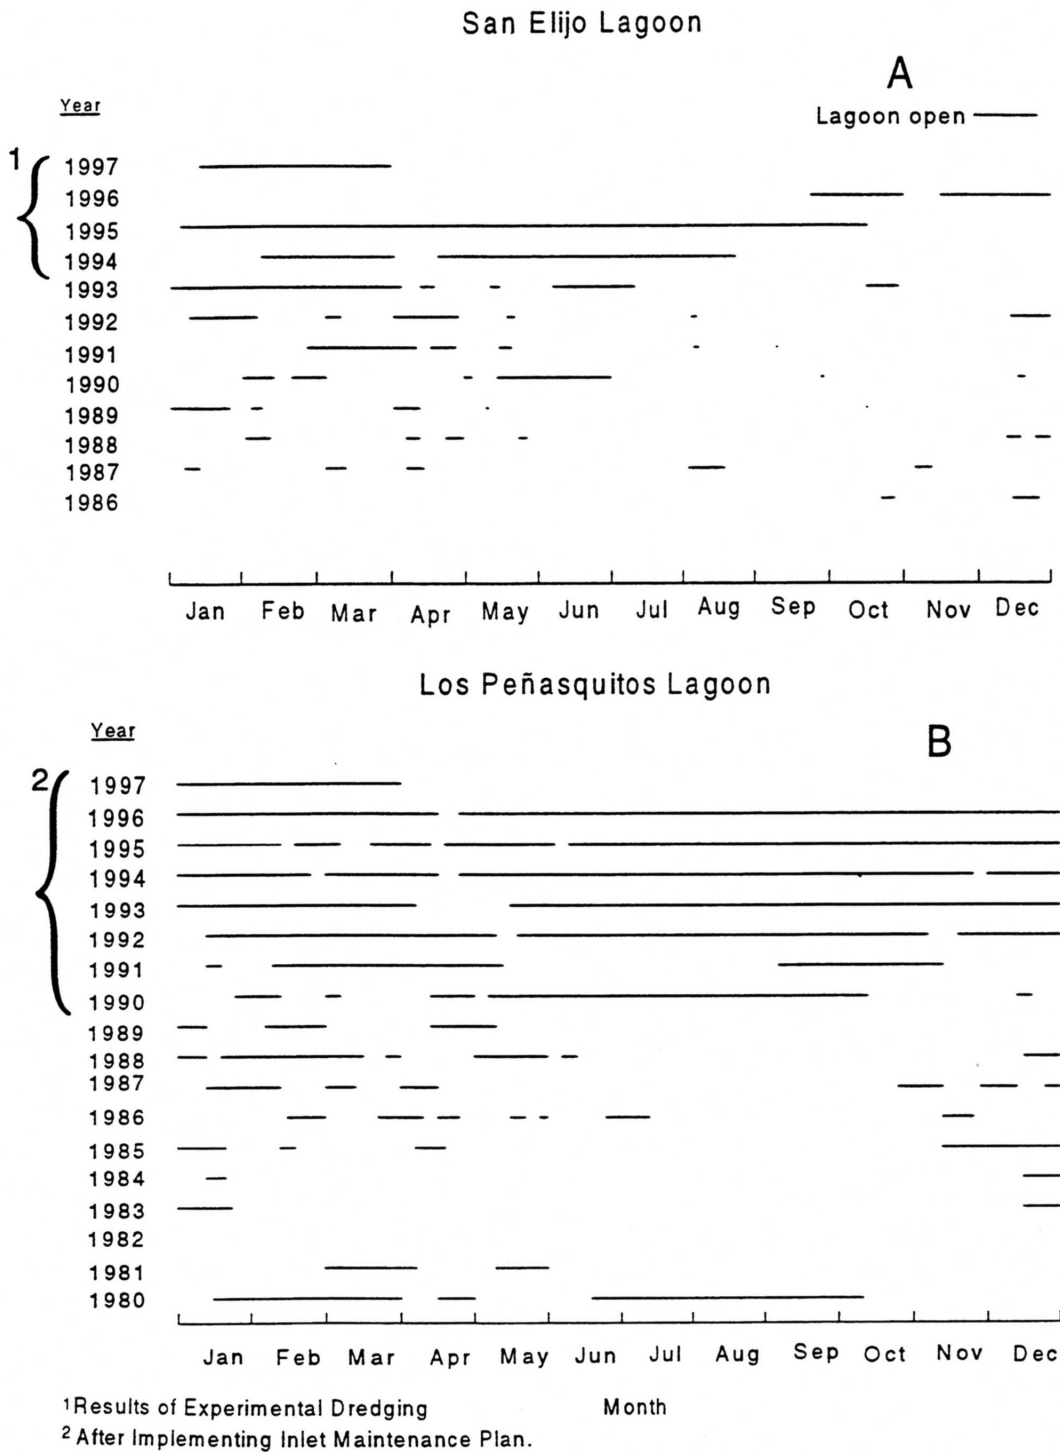 San Elijo Lagoon
A
Year
Lagoon open
1
1997
1996
1995
1994
1993
1992
1991
1990
1989
1988
1987
1986
Jan Feb Mar Apr May Jun Jul Aug Sep Oct Nov Dec
Los Peñasquitos Lagoon
Year
B
2
1997
1996
1995
1994
1993
1992
1991
1990
1989
1988
1987
1986
1985
1984
1983
1982
1981
1980
Jan Feb Mar Apr May Jun Jul Aug Sep Oct Nov Dec
1Results of Experimental Dredging
Month
2 After Implementing Inlet Maintenance Plan.